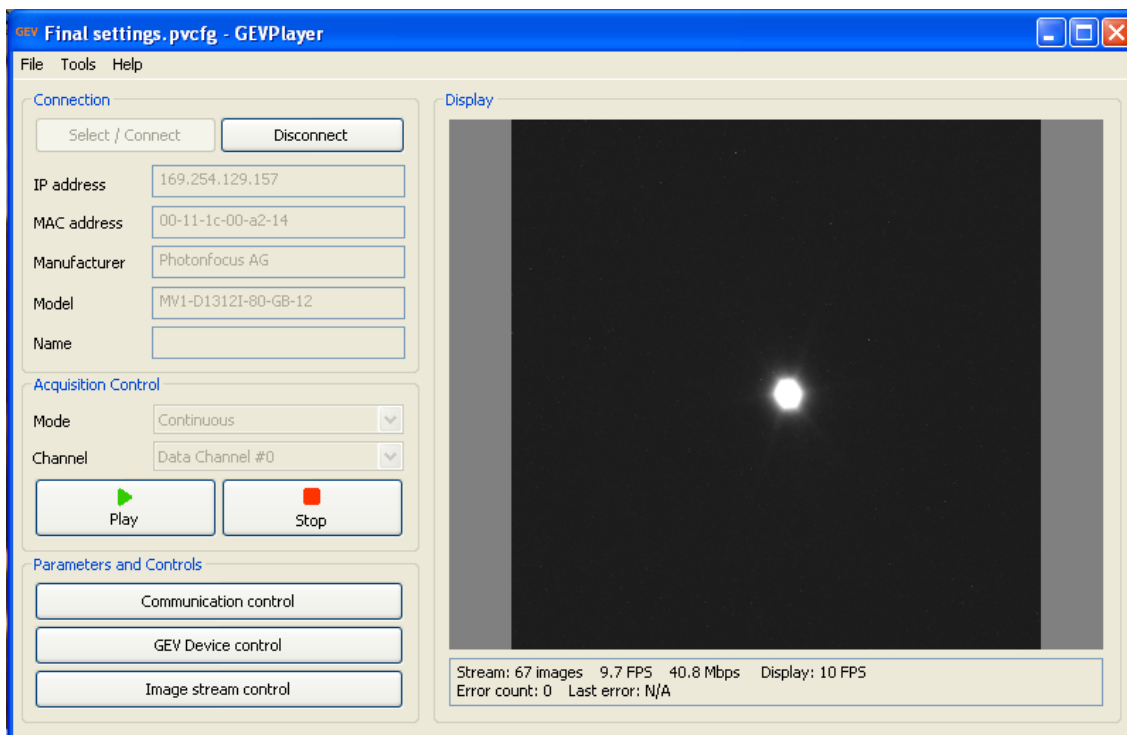 GEV Final settings.pvcfg - GEVPlayer
File Tools Help
Connection
Select / Connect Disconnect
IP address 169.254.129.157
MAC address 00-11-1c-00-a2-14
Manufacturer Photonfocus AG
Model MV1-D1312I-80-GB-12
Name
Acquisition Control
Mode Continuous
Channel Data Channel #0
Play Stop
Parameters and Controls
Communication control
GEV Device control
Image stream control
Display
Stream: 67 images 9.7 FPS 40.8 Mbps Display: 10 FPS
Error count: 0 Last error: N/A